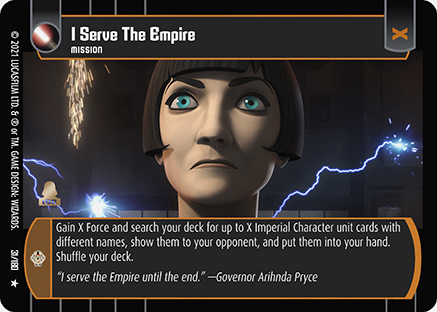 I Serve The Empire
MISSION
X
Gain X Force and search your deck for up to X Imperial Character unit cards with
different names, show them to your opponent, and put them into your hand.
Shuffle your deck.
“I serve the Empire until the end.” —Governor Arihnda Pryce
© 2021 LUCASFILM LTD. & ® or TM. GAME DESIGN: WIZARDS.